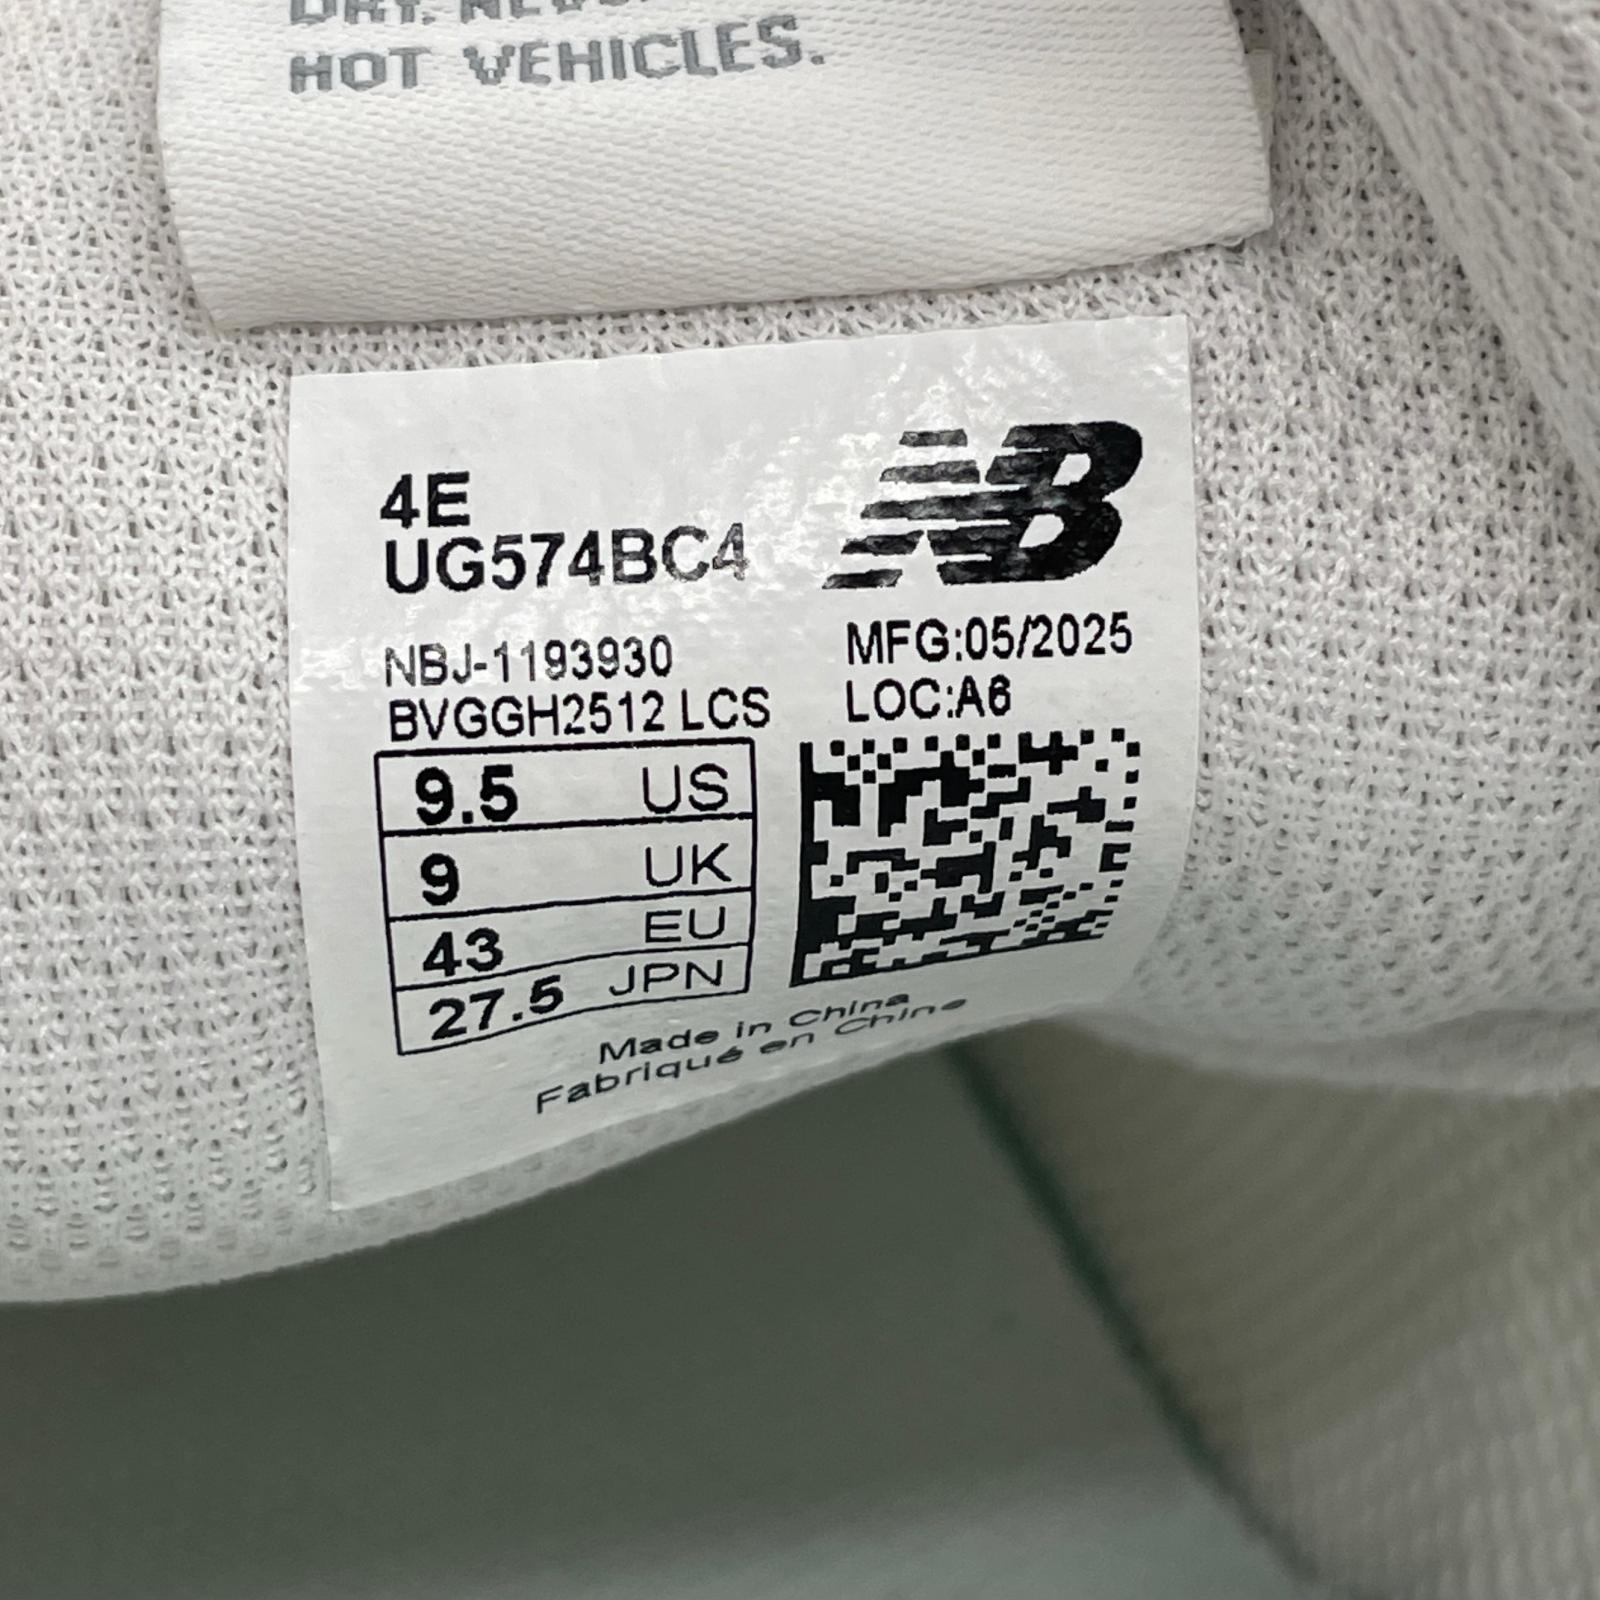 HOT VEHICLES.
4E
UG574BC4
NB
NBJ-1193930
BVGGH2512 LCS
MFG:05/2025
LOC:A6
9.5 US
9 UK
43 EU
27.5 JPN
Made in China
Fabriqué en Chine